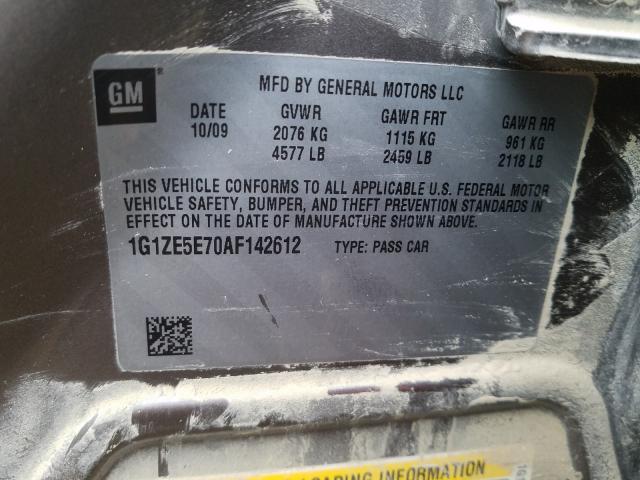 GM
MFD BY GENERAL MOTORS LLC
DATE GVWR GAWR FRT GAWR RR
10/09 2076 KG 1115 KG 961 KG
4577 LB 2459 LB 2118 LB
THIS VEHICLE CONFORMS TO ALL APPLICABLE U.S. FEDERAL MOTOR
VEHICLE SAFETY, BUMPER, AND THEFT PREVENTION STANDARDS IN
EFFECT ON THE DATE OF MANUFACTURE SHOWN ABOVE.
1G1ZE5E70AF142612 TYPE: PASS CAR
LOADING INFORMATION